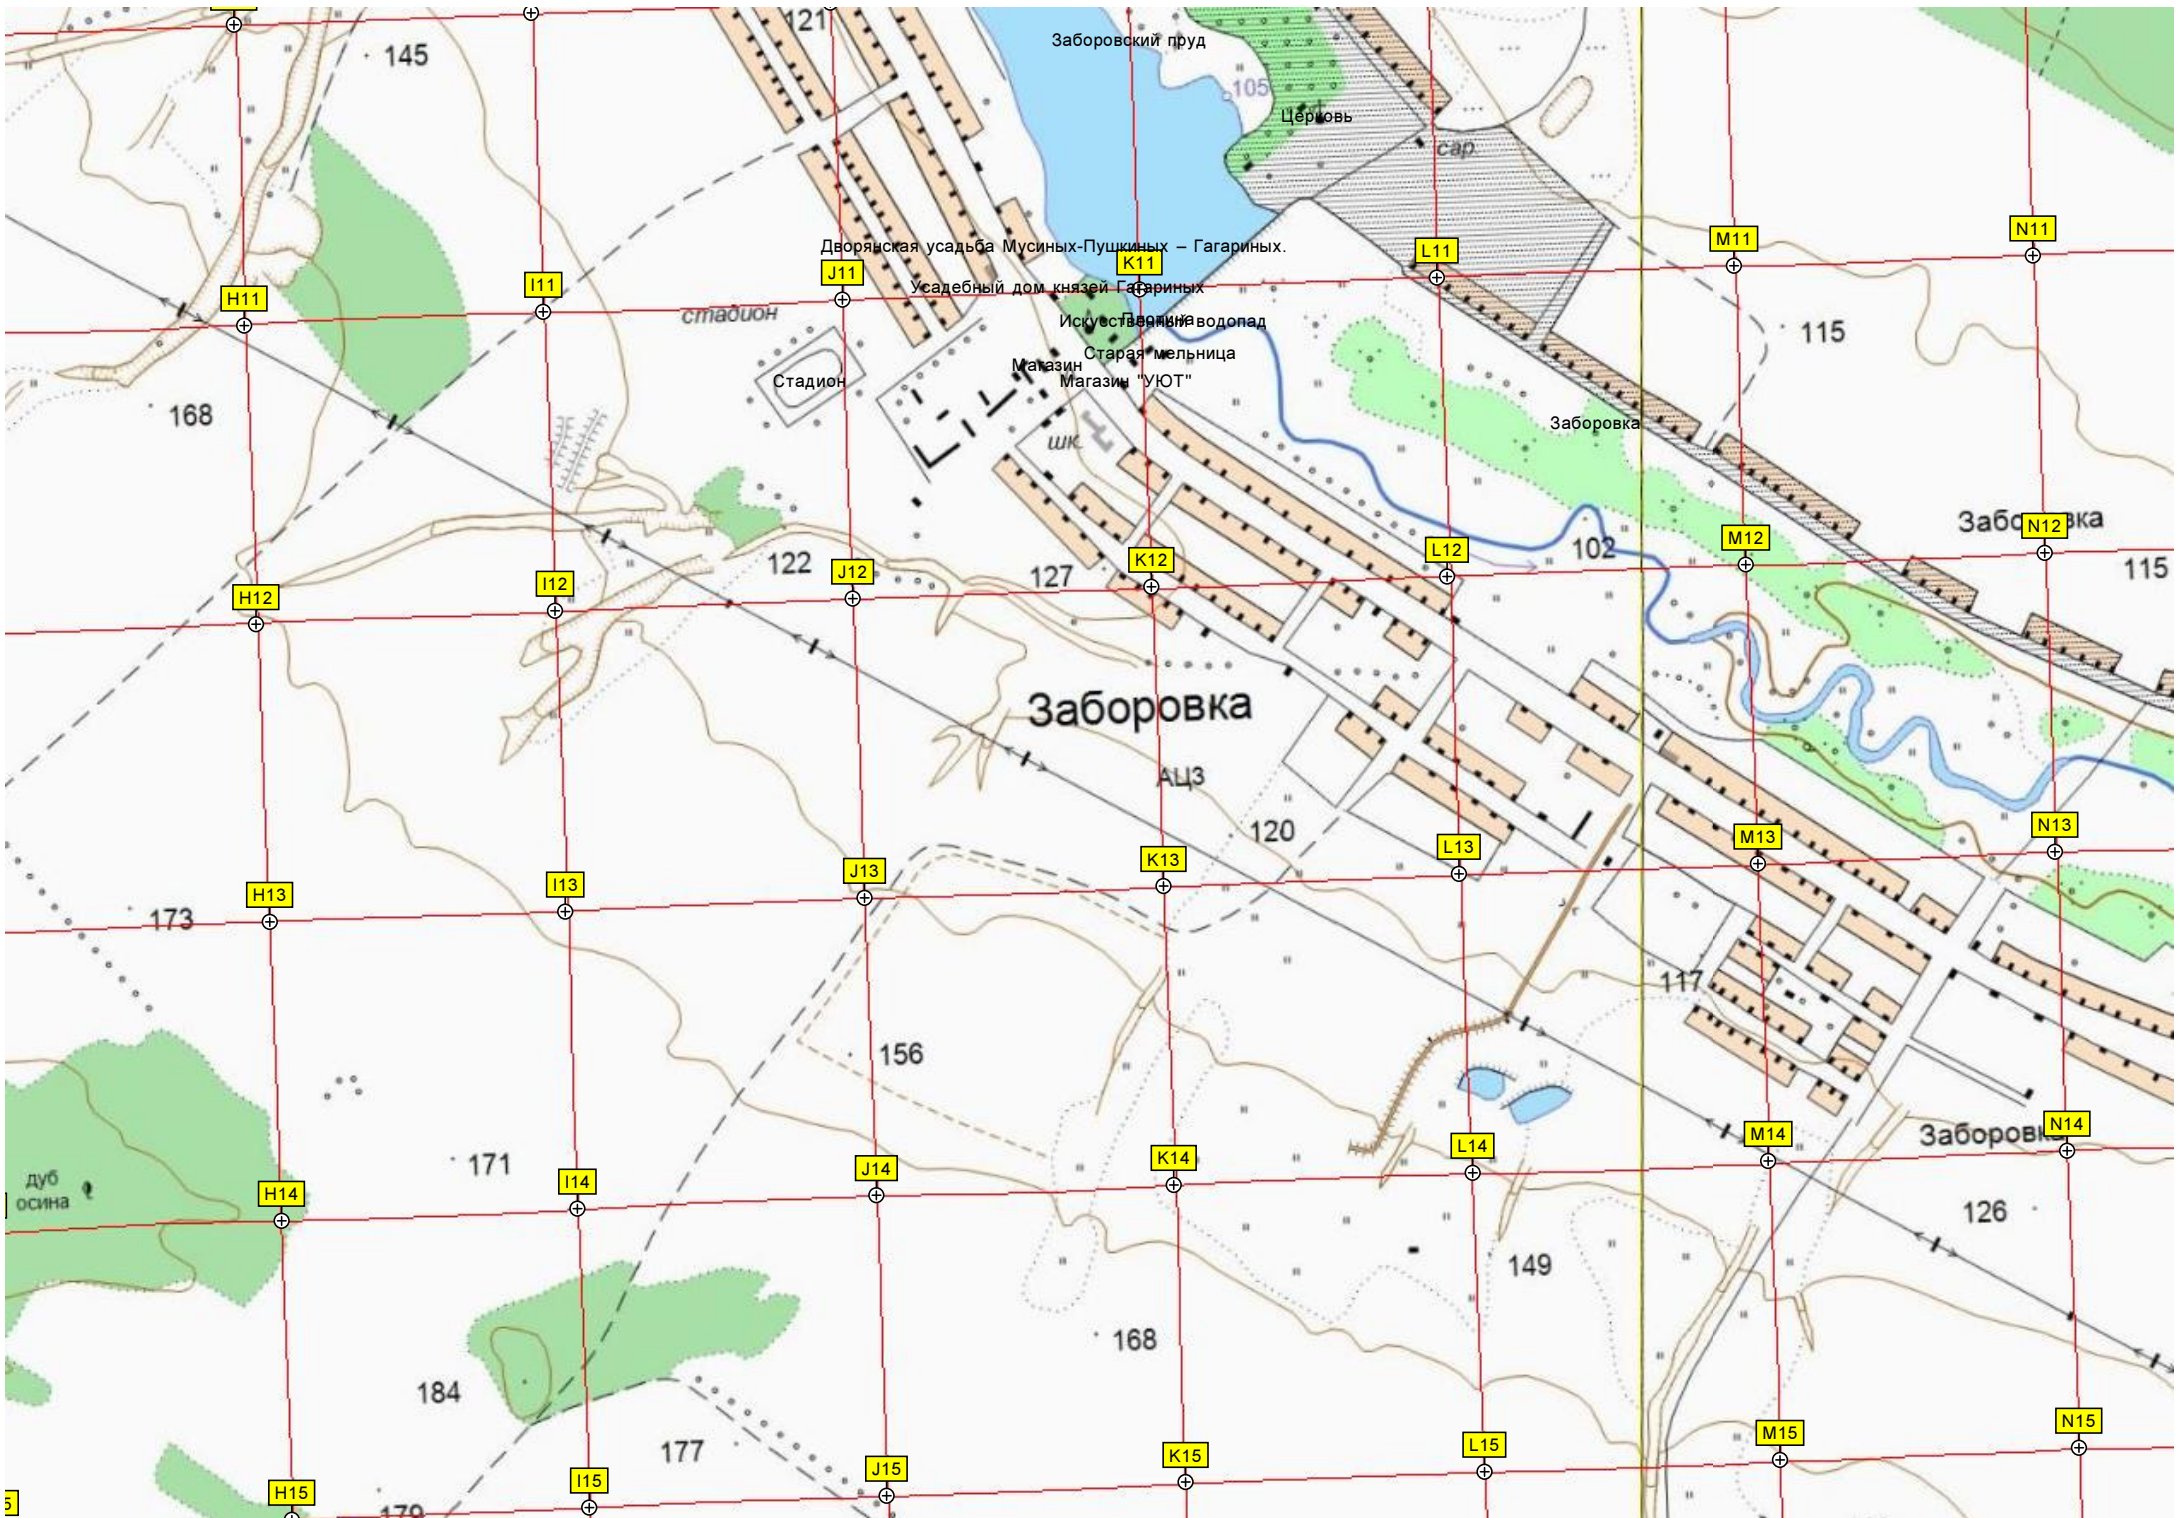 145
121
Заборовский пруд
105
Церковь
сар.
Дворянская усадьба Мусиных-Пушкиных – Гагариных.
H11
I11
J11
K11
L11
M11
N11
Усадебный дом князей Гагариных
стадион
Искусственный водопад
Плотина
115
Старая мельница
Магазин
Магазин "УЮТ"
Стадион
168
шк.
Заборовка
Заборовка
102
122
127
115
H12
I12
J12
K12
L12
M12
N12
Заборовка
АЦЗ
120
H13
I13
J13
K13
L13
M13
N13
173
117
156
171
дуб
осина
Заборовка
H14
I14
J14
K14
L14
M14
N14
126
149
168
184
177
179
H15
I15
J15
K15
L15
M15
N15
5